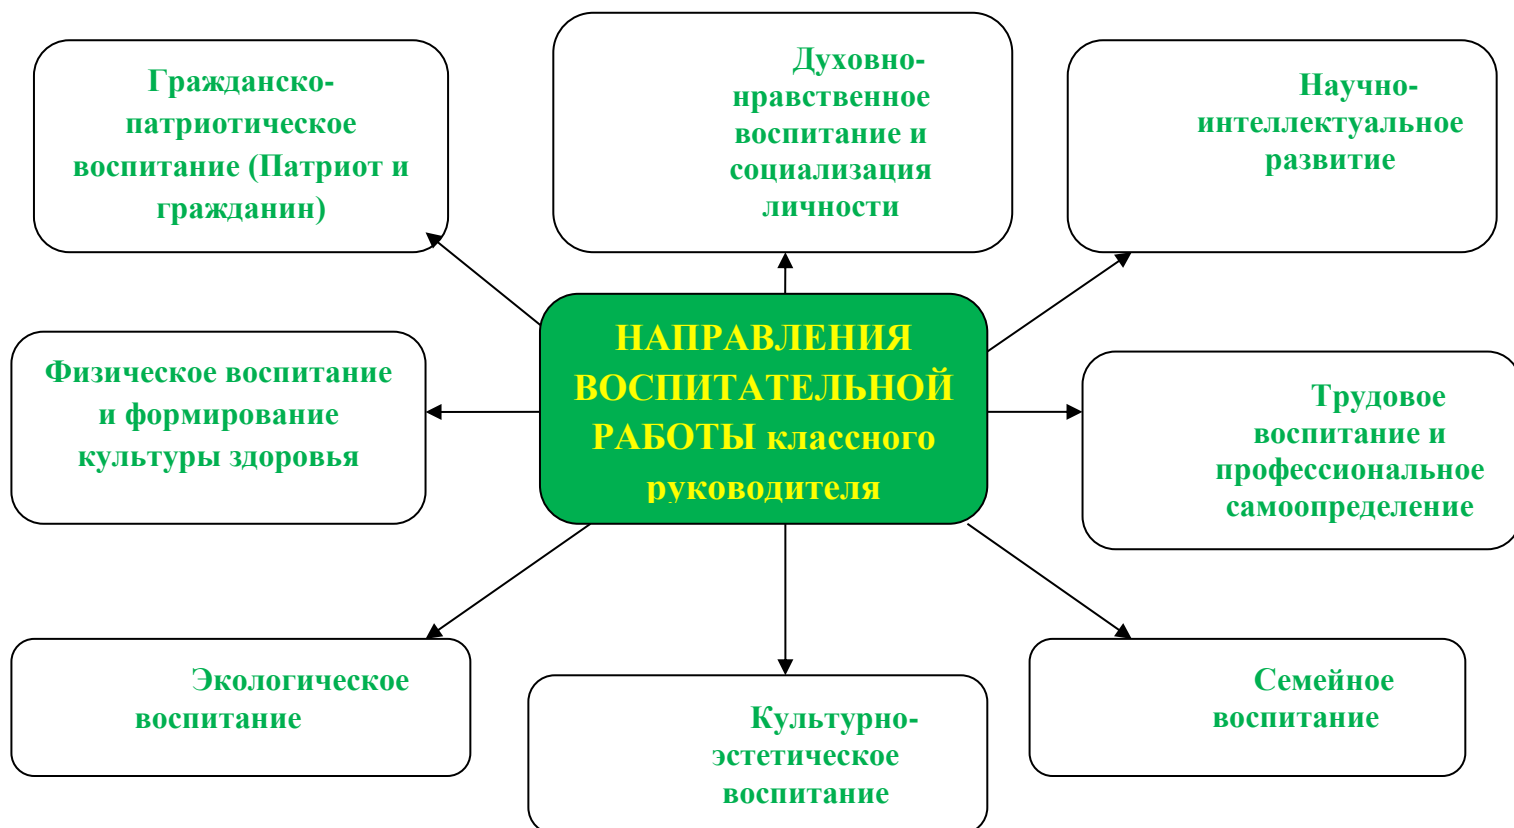 Гражданско-
патриотическое
воспитание (Патриот и
гражданин)
Духовно-
нравственное
воспитание и
социализация
личности
Научно-
интеллектуальное
развитие
Физическое воспитание
и формирование
культуры здоровья
НАПРАВЛЕНИЯ
ВОСПИТАТЕЛЬНОЙ
РАБОТЫ классного
руководителя
Трудовое
воспитание и
профессиональное
самоопределение
Экологическое
воспитание
Культурно-
эстетическое
воспитание
Семейное
воспитание